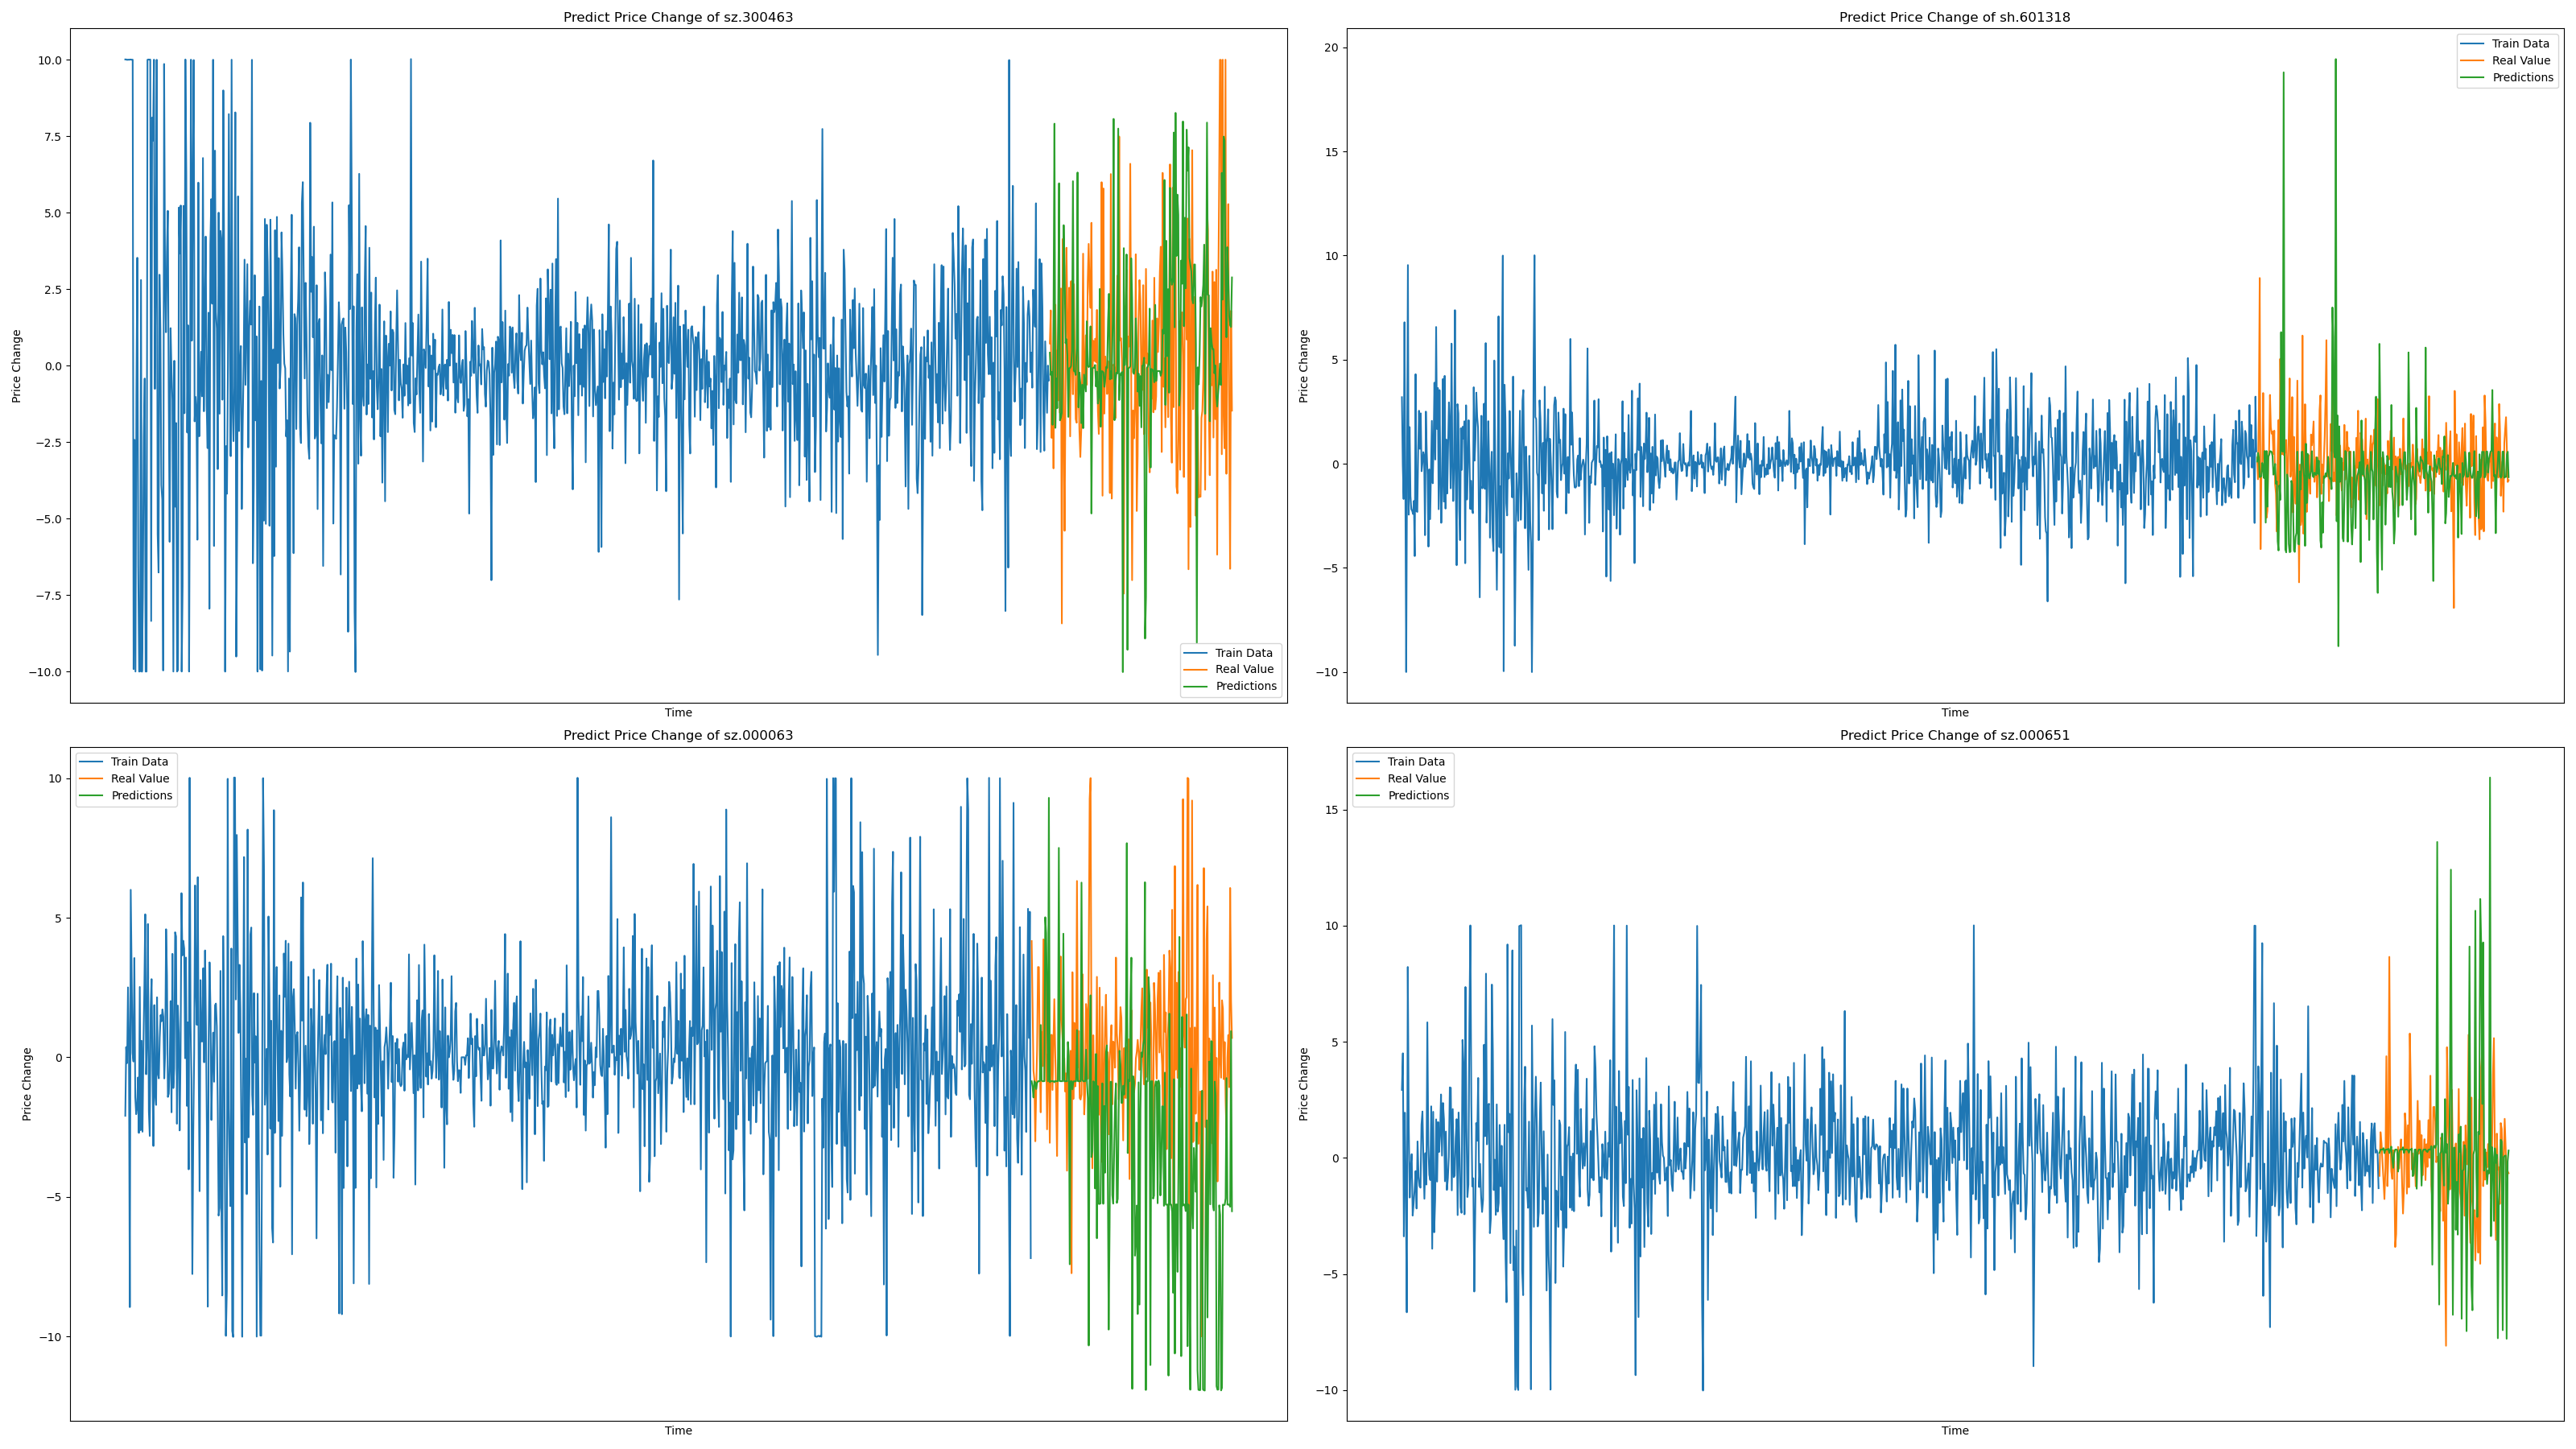 Predict Price Change of sz.300463
10.0
7.5
5.0
2.5
0.0
−2.5
−5.0
−7.5
−10.0
Price Change
Time
Train Data
Real Value
Predictions
Predict Price Change of sh.601318
20
15
10
5
0
−5
−10
Price Change
Time
Train Data
Real Value
Predictions
Predict Price Change of sz.000063
10
5
0
−5
−10
Price Change
Time
Train Data
Real Value
Predictions
Predict Price Change of sz.000651
15
10
5
0
−5
−10
Price Change
Time
Train Data
Real Value
Predictions